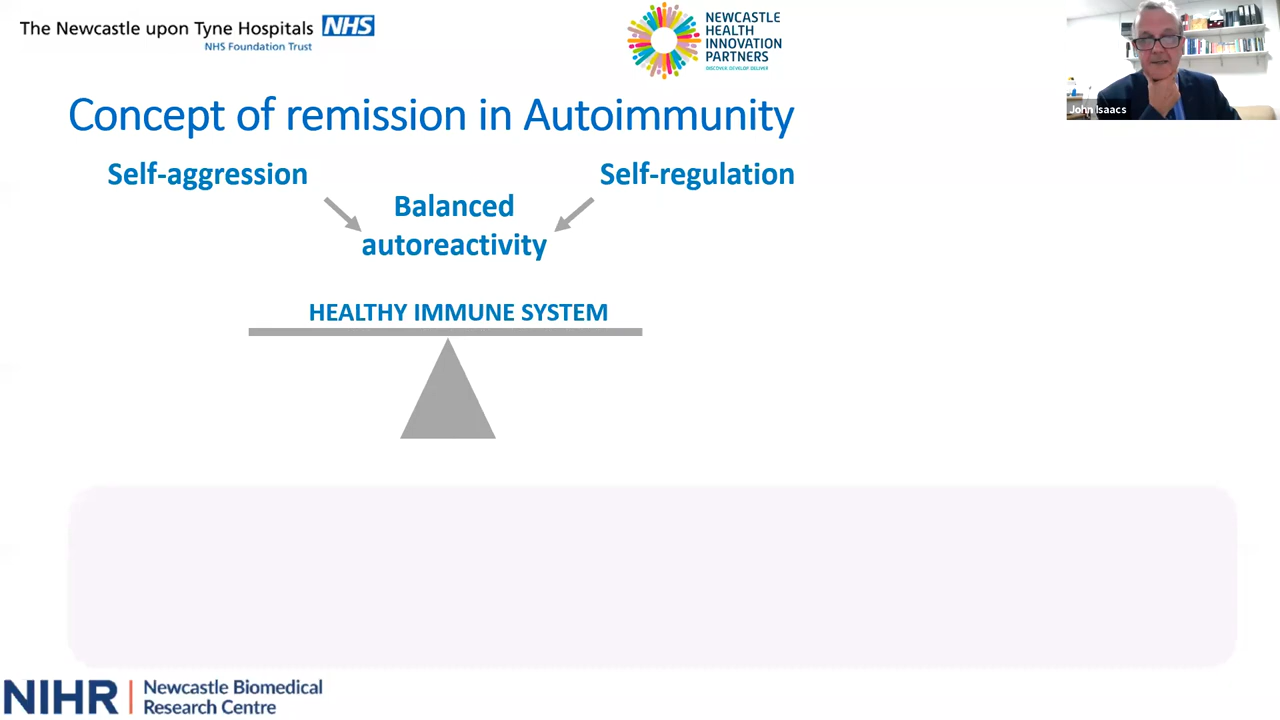 The Newcastle upon Tyne Hospitals NHS
NHS Foundation Trust
NEWCASTLE
HEALTH
INNOVATION
PARTNERS
DISCOVER. DEVELOP. DELIVER.
John Isaacs
Concept of remission in Autoimmunity
Self-aggression
Self-regulation
Balanced
autoreactivity
HEALTHY IMMUNE SYSTEM
NIHR | Newcastle Biomedical
Research Centre